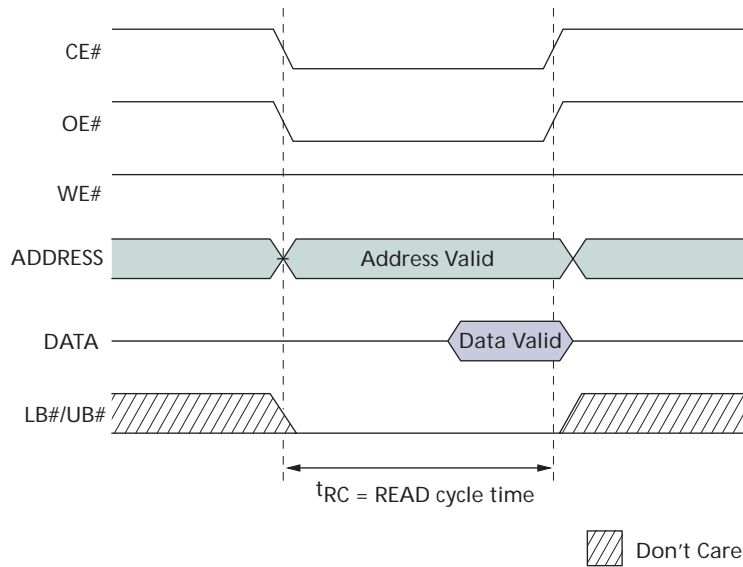 CE#
OE#
WE#
ADDRESS
Address Valid
DATA
Data Valid
LB#/UB#
tRC = READ cycle time
Don't Care